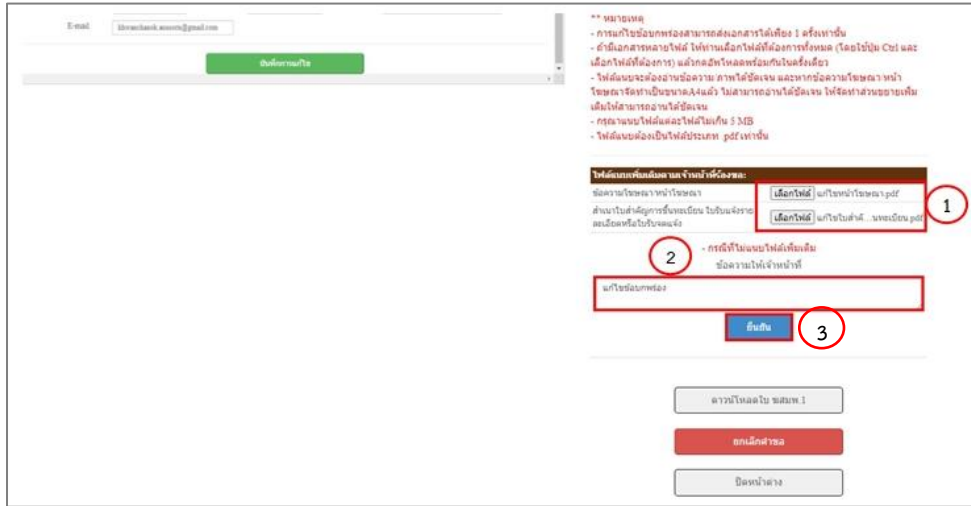 E-mail
บันทึกการแก้ไข
** หมายเหตุ
- การแก้ไขข้อบกพร่องสามารถส่งเอกสารได้เพียง 1 ครั้งเท่านั้น
- ถ้ามีเอกสารหลายไฟล์ ให้ท่านเลือกไฟล์ที่ต้องการทั้งหมด (โดยใช้ปุ่ม Ctrl และ
เลือกไฟล์ที่ต้องการ) แล้วกดอัพโหลดพร้อมกันในครั้งเดียว
- ไฟล์แนบจะต้องอ่านข้อความ ภาพได้ชัดเจน และหากข้อความโฆษณา หน้า
โฆษณาจัดทำเป็นขนาดA4แล้ว ไม่สามารถอ่านได้ชัดเจน ให้จัดทำส่วนขยายเพิ่ม
เติมให้สามารถอ่านได้ชัดเจน
- กรุณาแนบไฟล์แต่ละไฟล์ไม่เกิน 5 MB
- ไฟล์แนบต้องเป็นไฟล์ประเภท .pdf เท่านั้น
ไฟล์แนบเพิ่มเติมตามเจ้าหน้าที่ร้องขอ:
ข้อความโฆษณา/หน้าโฆษณา
เลือกไฟล์ แก้ไขหน้าโฆษณา.pdf
1
สำเนาใบสำคัญการขึ้นทะเบียน ใบรับแจ้งราย
ละเอียดหรือใบรับจดแจ้ง
เลือกไฟล์ แก้ไขใบสำคั...นทะเบียน.pdf
2
- กรณีที่ไม่แนบไฟล์เพิ่มเติม
ข้อความให้เจ้าหน้าที่
แก้ไขข้อบกพร่อง
ยืนยัน
3
ดาวน์โหลดใบ ฆสมพ.1
ยกเลิกคำขอ
ปิดหน้าต่าง